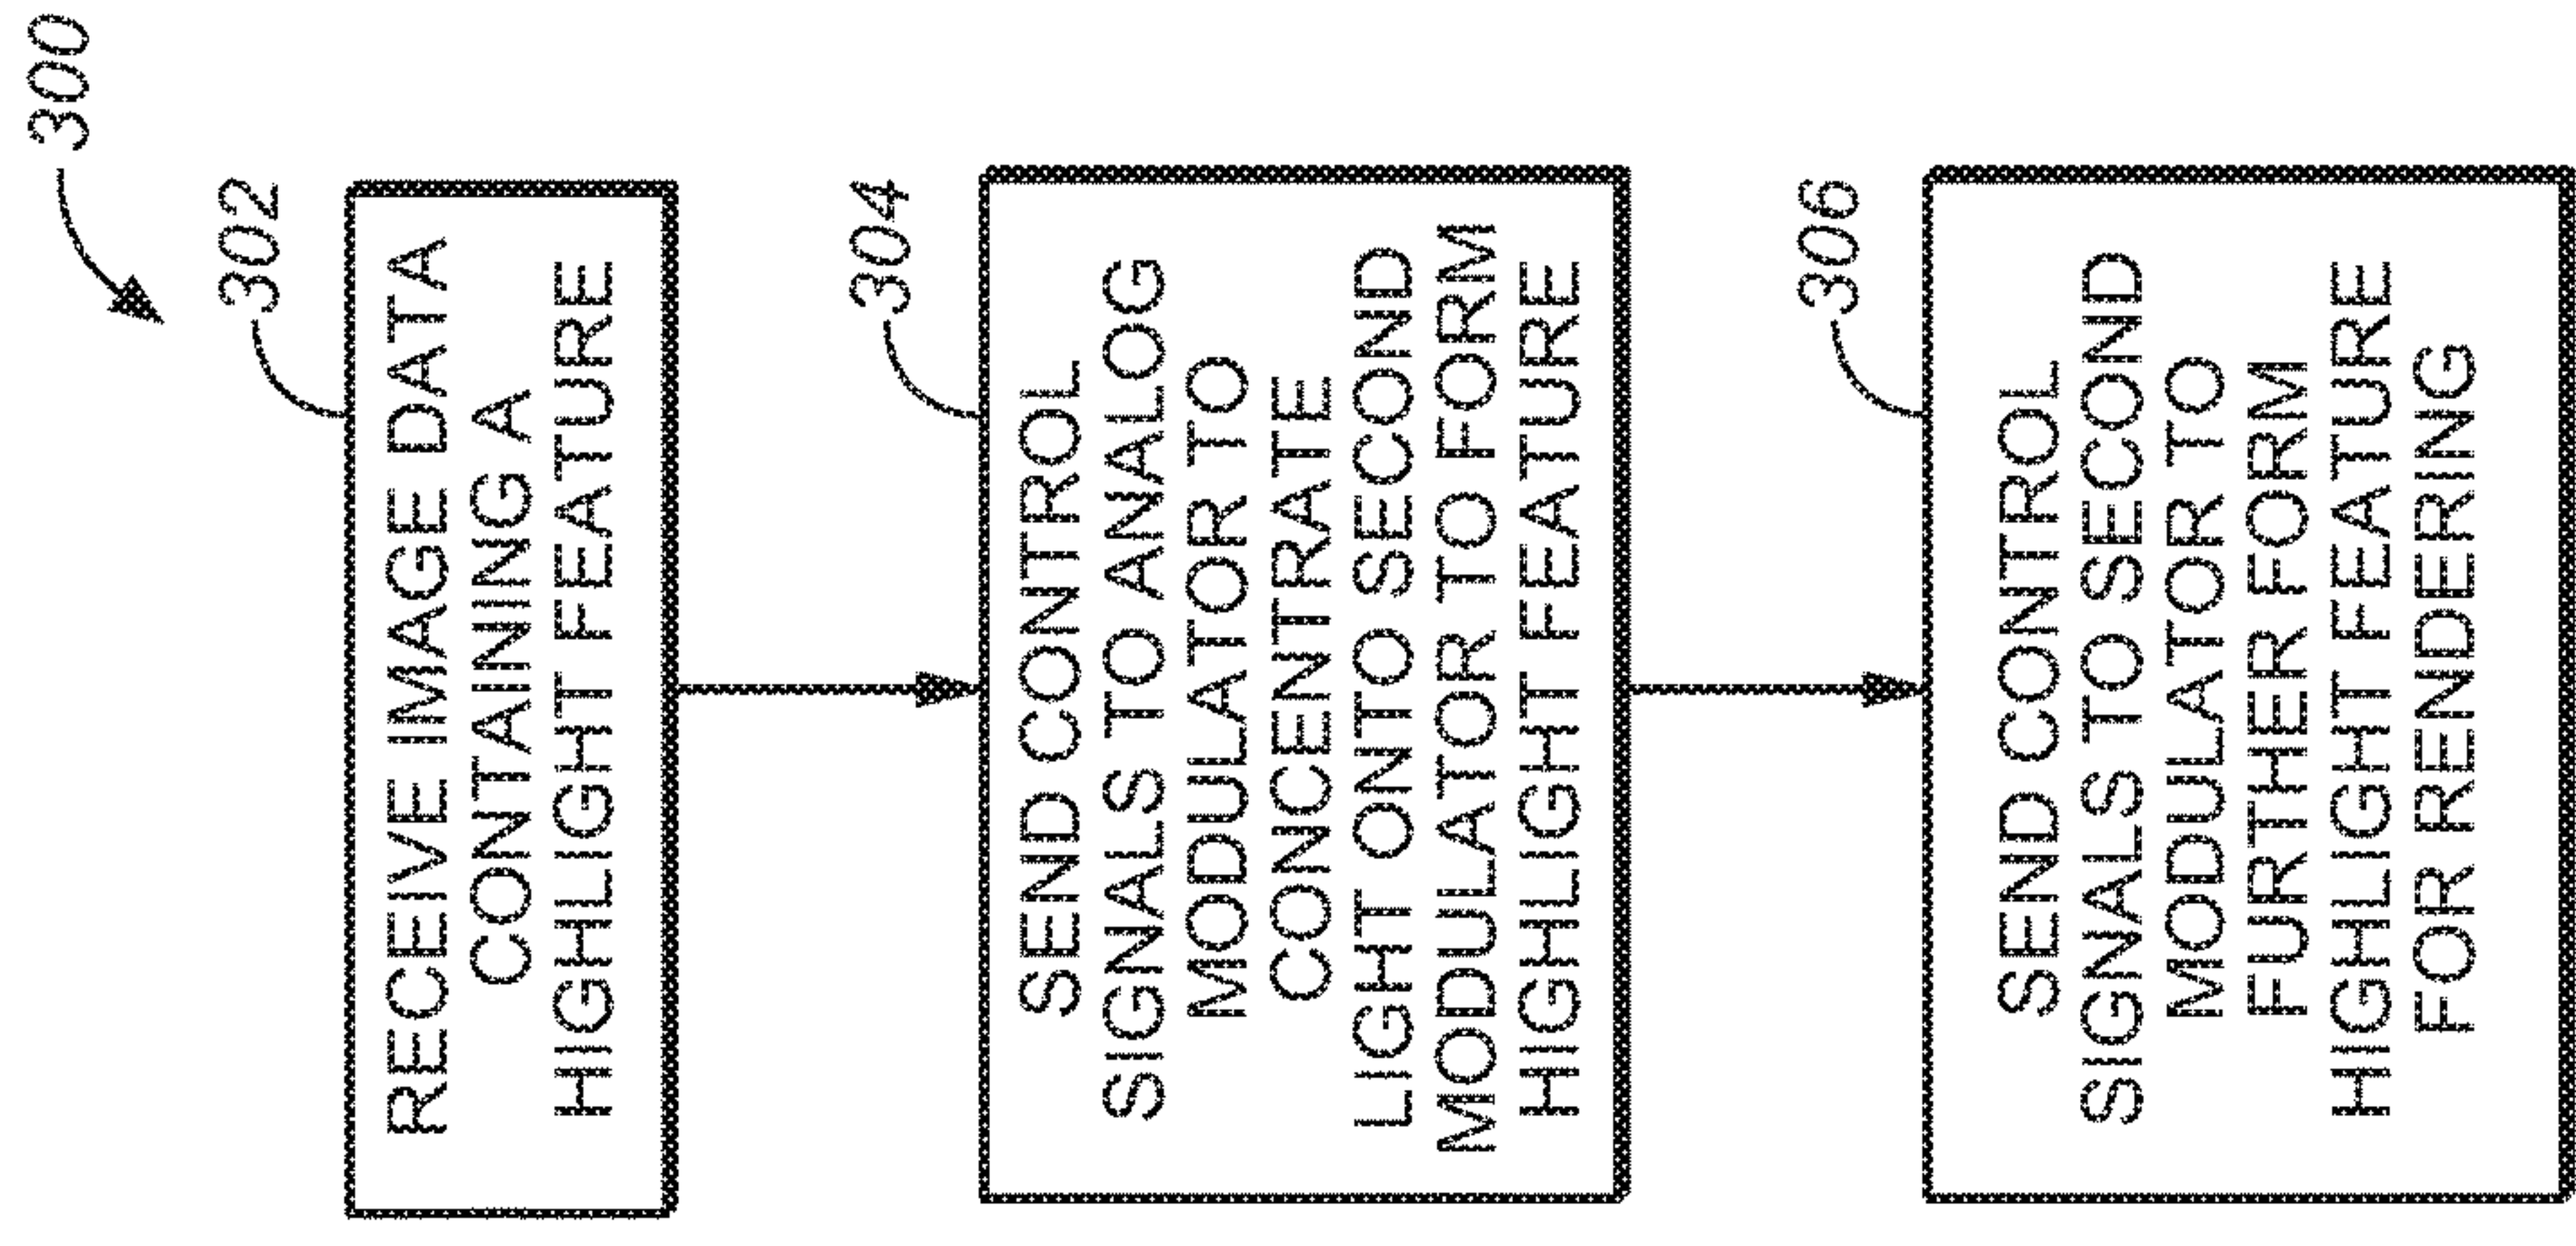 300
302
RECEIVE IMAGE DATA
CONTAINING A
HIGHLIGHT FEATURE
304
SEND CONTROL
SIGNALS TO ANALOG
MODULATOR TO
CONCENTRATE
LIGHT ONTO SECOND
MODULATOR TO FORM
HIGHLIGHT FEATURE
306
SEND CONTROL
SIGNALS TO SECOND
MODULATOR TO
FURTHER FORM
HIGHLIGHT FEATURE
FOR RENDERING